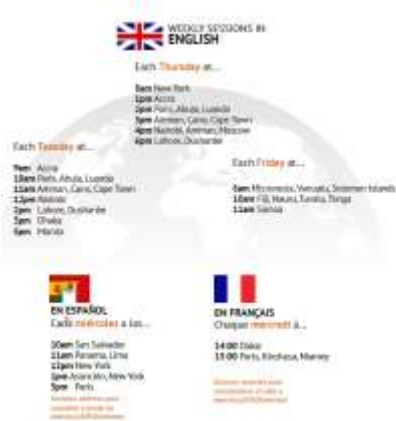 WEEKLY SESSIONS IN
ENGLISH
Each Thursday at...
9am New York
1pm Accra
2pm Paris, Abuja, Luanda
3pm Amman, Cairo, Cape Town
4pm Nairobi, Amman, Moscow
6pm Lahore, Dushanbe
Each Tuesday at...
9am Accra
10am Paris, Abuja, Luanda
11am Amman, Cairo, Cape Town
12pm Nairobi
2pm Lahore, Dushanbe
3pm Dhaka
5pm Manila
Each Friday at...
9am Micronesia, Vanuatu, Solomon Islands
10am Fiji, Nauru, Tuvalu, Tonga
11am Samoa
EN ESPAÑOL
Cada miércoles a las...
10am San Salvador
11am Panama, Lima
12pm New York
1pm Asunción, New York
5pm Paris
EN FRANÇAIS
Chaque mercredi à...
14:00 Dakar
15:00 Paris, Kinshasa, Niamey